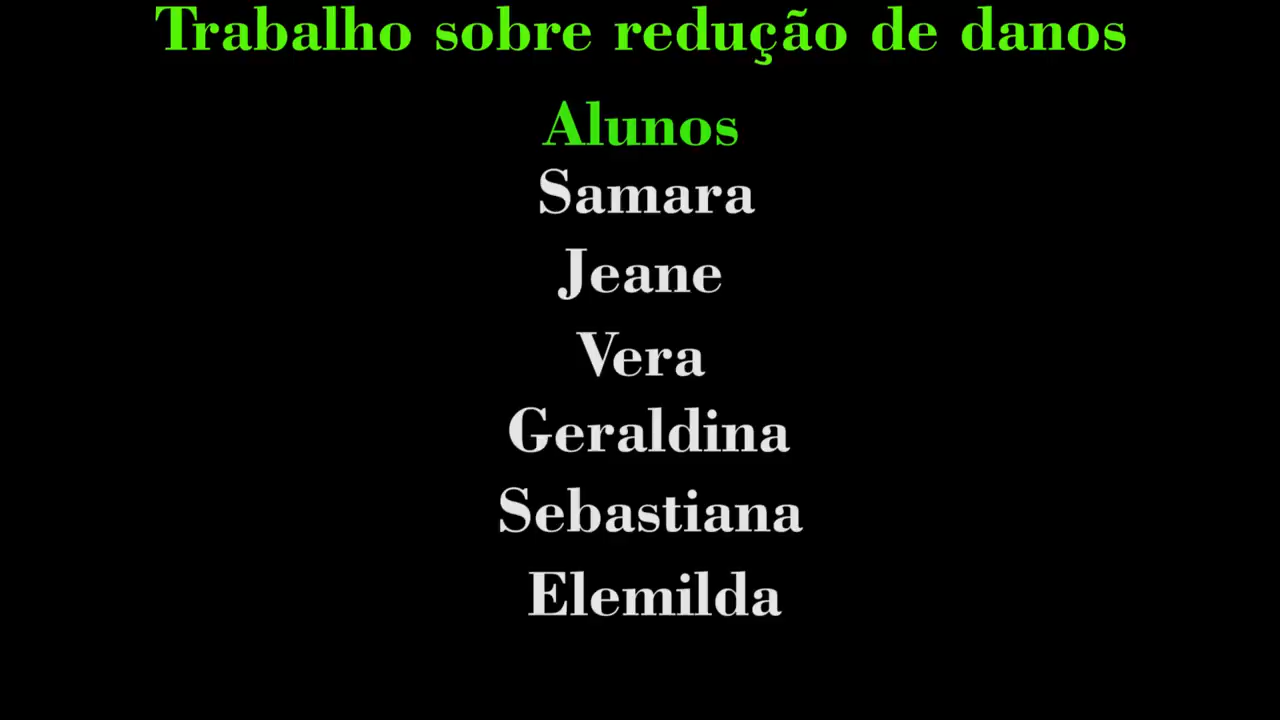 Trabalho sobre redução de danos
Alunos
Samara
Jeane
Vera
Geraldina
Sebastiana
Elemilda